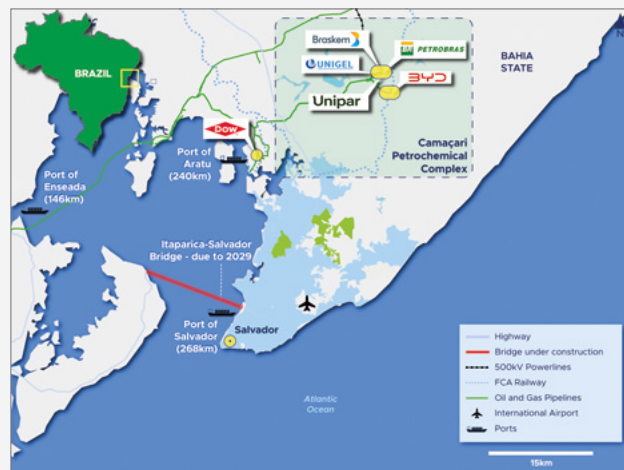 N
BRAZIL
BAHIA
STATE
Braskem
UNIGEL
BR PETROBRAS
BYD
Unipar
Camaçari
Petrochemical
Complex
Dow
Port of
Aratu
(240km)
Port of
Enseada
(146km)
Itaparica-Salvador
Bridge - due to 2029
Port of
Salvador
(268km)
Salvador
Atlantic
Ocean
Highway
Bridge under construction
500kV Powerlines
FCA Railway
Oil and Gas Pipelines
International Airport
Ports
15km